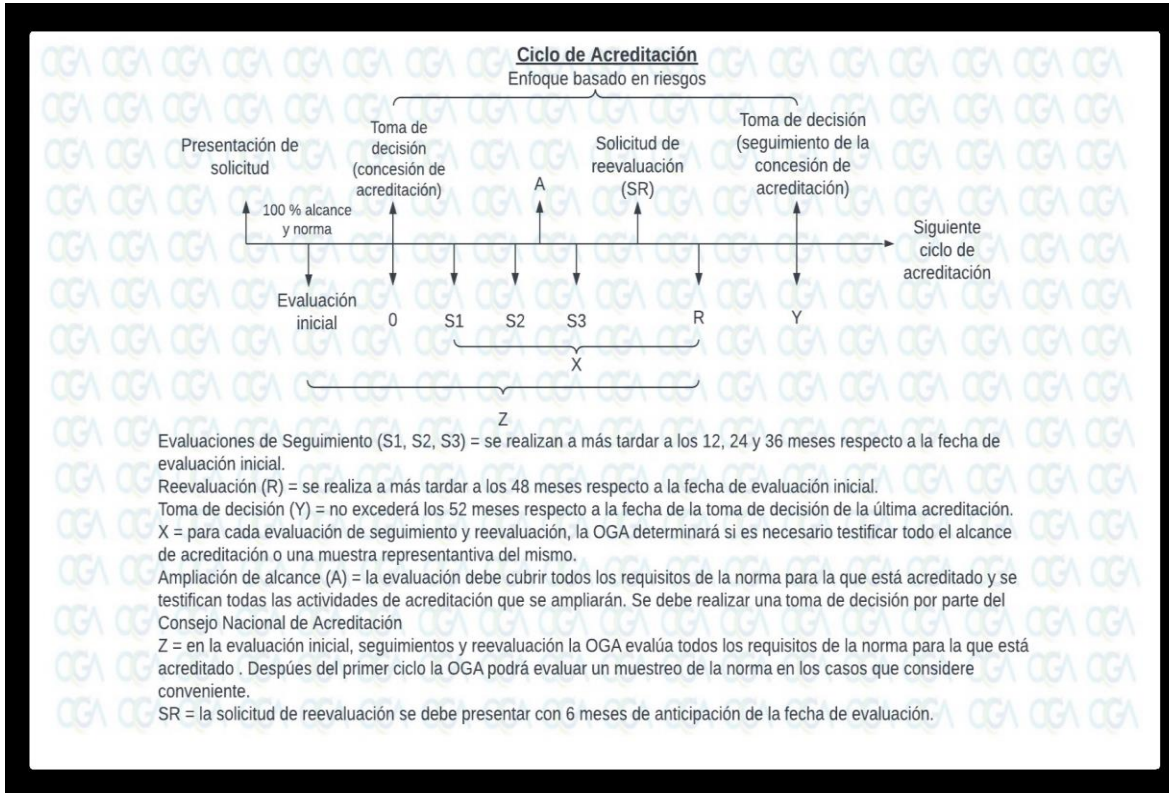 Ciclo de Acreditación
Enfoque basado en riesgos
Presentación de
solicitud
100 % alcance
y norma
Toma de
decisión
(concesión de
acreditación)
A
Solicitud de
reevaluación
(SR)
Toma de decisión
(seguimiento de la
concesión de
acreditación)
Siguiente
ciclo de
acreditación
Evaluación
inicial
0
S1
S2
S3
R
Y
X
Z
Evaluaciones de Seguimiento (S1, S2, S3) = se realizan a más tardar a los 12, 24 y 36 meses respecto a la fecha de
evaluación inicial.
Reevaluación (R) = se realiza a más tardar a los 48 meses respecto a la fecha de evaluación inicial.
Toma de decisión (Y) = no excederá los 52 meses respecto a la fecha de la toma de decisión de la última acreditación.
X = para cada evaluación de seguimiento y reevaluación, la OGA determinará si es necesario testificar todo el alcance
de acreditación o una muestra representantiva del mismo.
Ampliación de alcance (A) = la evaluación debe cubrir todos los requisitos de la norma para la que está acreditado y se
testifican todas las actividades de acreditación que se ampliarán. Se debe realizar una toma de decisión por parte del
Consejo Nacional de Acreditación
Z = en la evaluación inicial, seguimientos y reevaluación la OGA evalúa todos los requisitos de la norma para la que está
acreditado . Despúes del primer ciclo la OGA podrá evaluar un muestreo de la norma en los casos que considere
conveniente.
SR = la solicitud de reevaluación se debe presentar con 6 meses de anticipación de la fecha de evaluación.